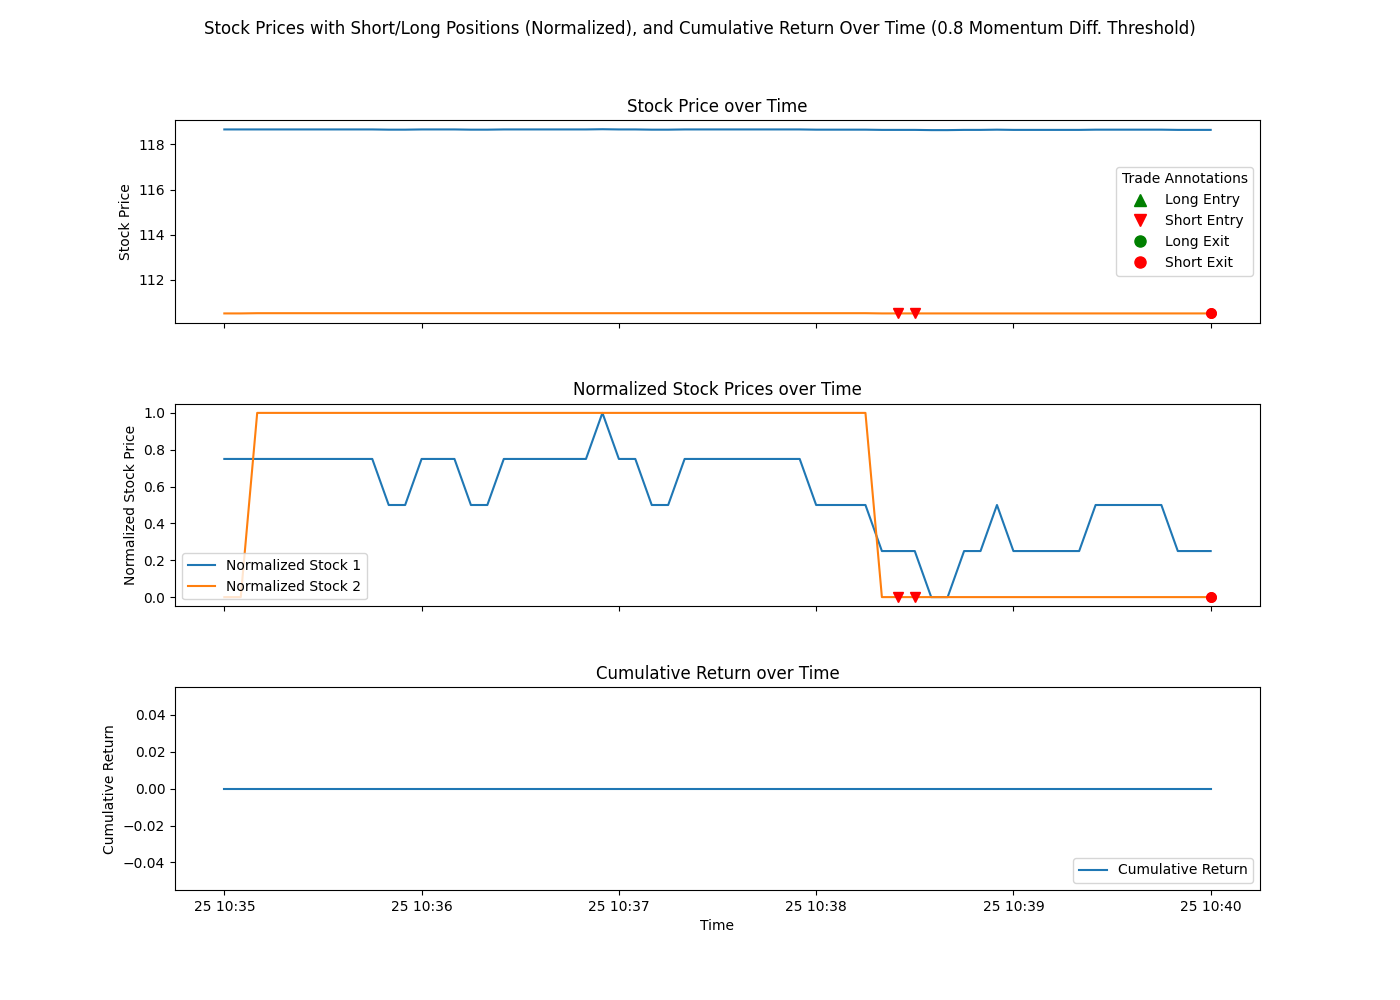 Stock Prices with Short/Long Positions (Normalized), and Cumulative Return Over Time (0.8 Momentum Diff. Threshold)
Stock Price over Time
Stock Price
118
116
114
112
Trade Annotations
Long Entry
Short Entry
Long Exit
Short Exit
Normalized Stock Prices over Time
Normalized Stock Price
1.0
0.8
0.6
0.4
0.2
0.0
Normalized Stock 1
Normalized Stock 2
Cumulative Return over Time
Cumulative Return
0.04
0.02
0.00
−0.02
−0.04
Cumulative Return
25 10:35
25 10:36
25 10:37
25 10:38
25 10:39
25 10:40
Time